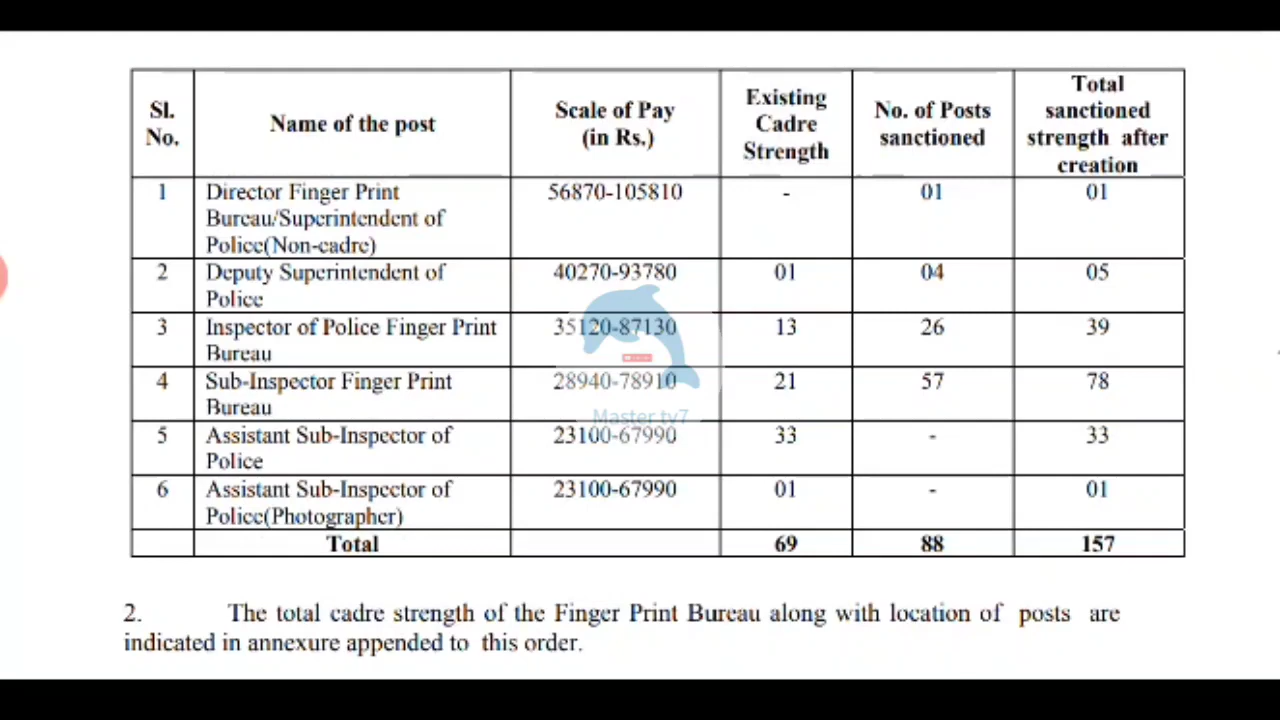 Sl. No.
Name of the post
Scale of Pay (in Rs.)
Existing Cadre Strength
No. of Posts sanctioned
Total sanctioned strength after creation
1
Director Finger Print
Bureau/Superintendent of
Police(Non-cadre)
56870-105810
-
01
01
2
Deputy Superintendent of
Police
40270-93780
01
04
05
3
Inspector of Police Finger Print
Bureau
35120-87130
13
26
39
4
Sub-Inspector Finger Print
Bureau
28940-78910
21
57
78
5
Assistant Sub-Inspector of
Police
23100-67990
33
-
33
6
Assistant Sub-Inspector of
Police(Photographer)
23100-67990
01
-
01
Total
69
88
157
Master tv7
2. The total cadre strength of the Finger Print Bureau along with location of posts are
indicated in annexure appended to this order.